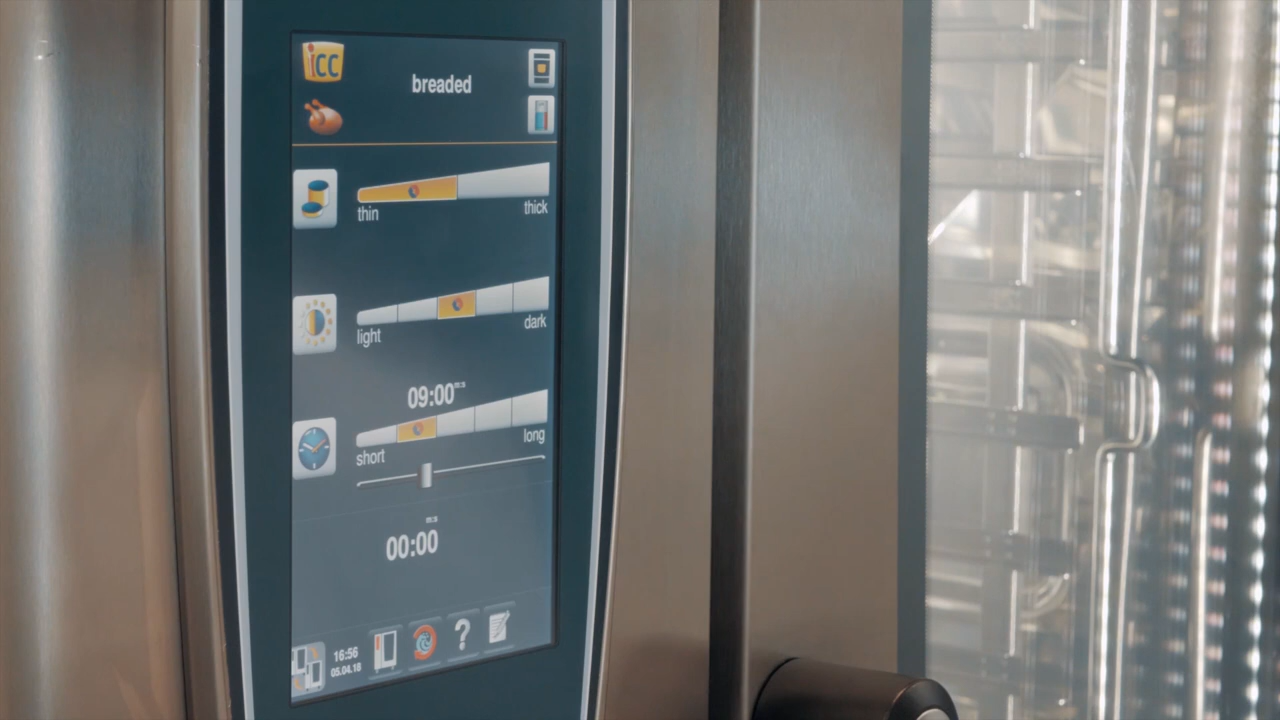 iCC
breaded
thin
thick
light
dark
09:00 m:s
short
long
m:s
00:00
?
16:56
05.04.18